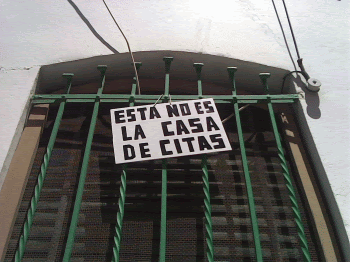 ESTA NO ES
LA CASA
DE CITAS